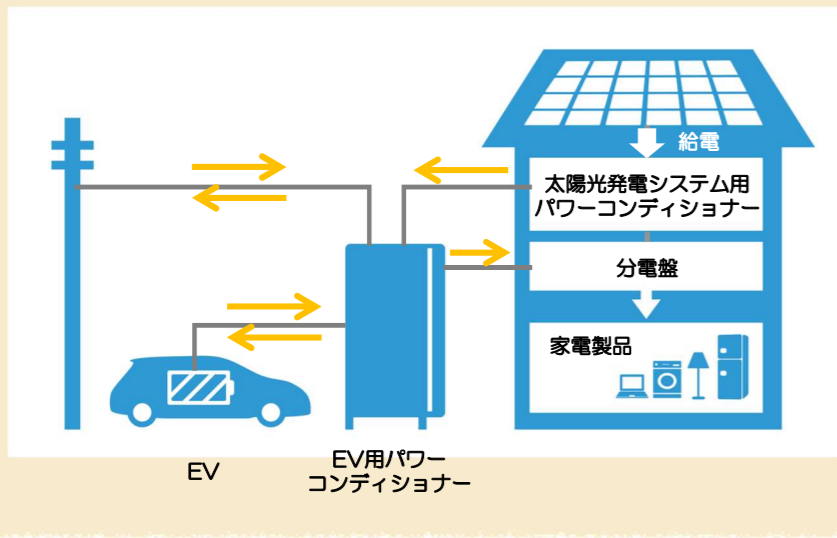 給電
太陽光発電システム用
パワーコンディショナー
分電盤
家電製品
EV
EV用パワー
コンディショナー